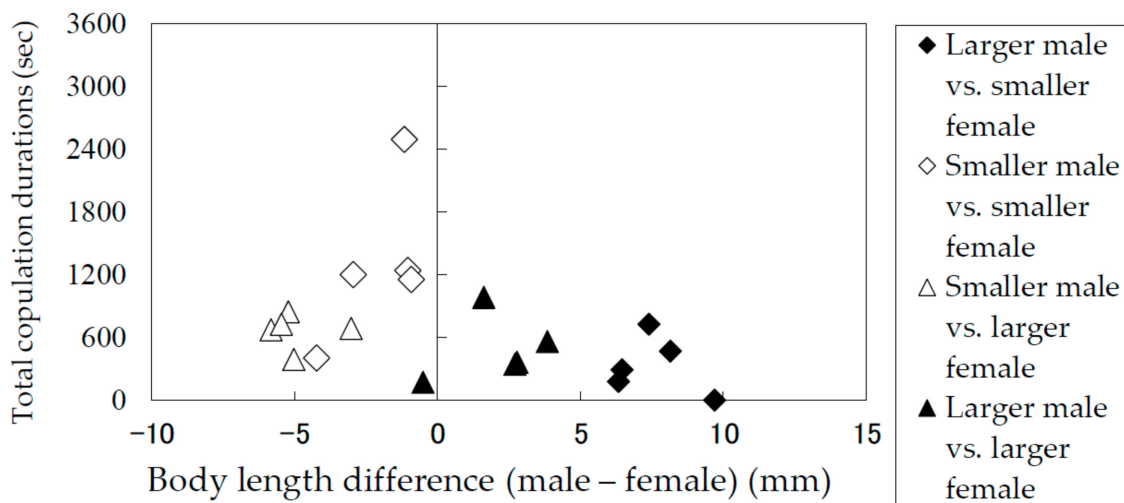 Total copulation durations (sec)
3600
3000
2400
1800
1200
600
0
-10
-5
0
5
10
15
Body length difference (male – female) (mm)
Larger male
vs. smaller
female
Smaller male
vs. smaller
female
Smaller male
vs. larger
female
Larger male
vs. larger
female